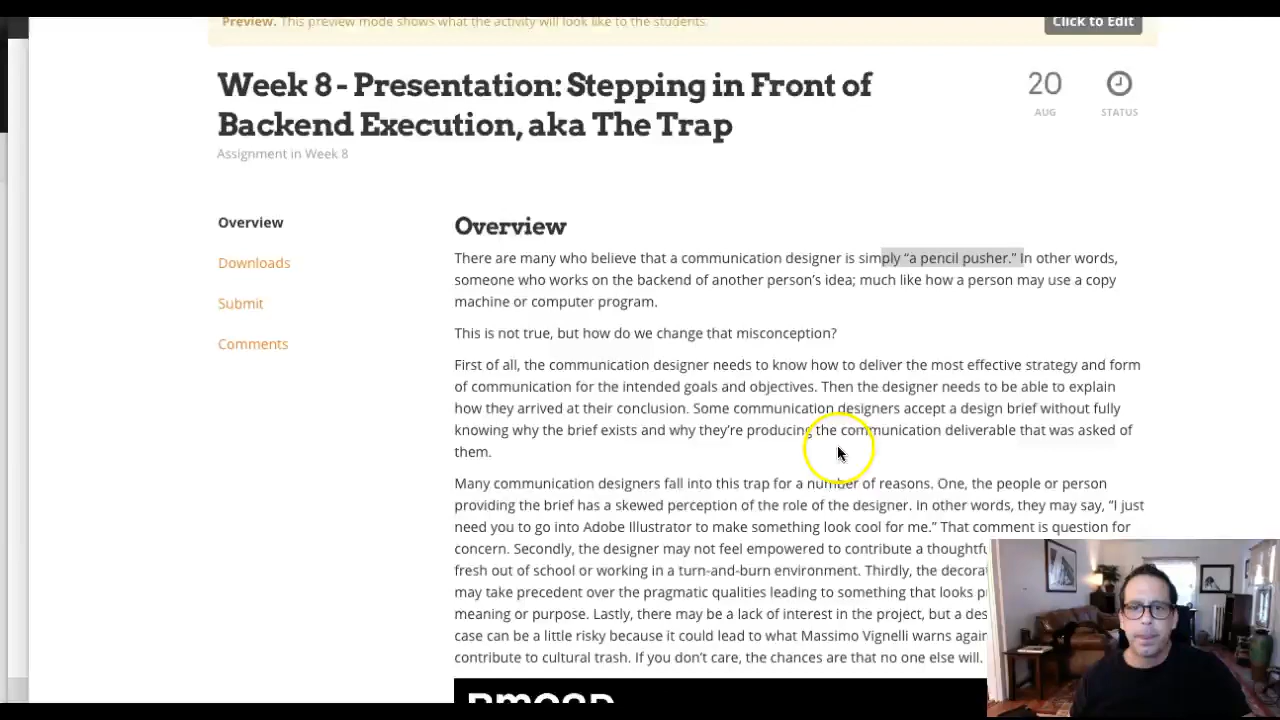 Preview. This preview mode shows what the activity will look like to the students.
Click to Edit
Week 8 - Presentation: Stepping in Front of
Backend Execution, aka The Trap
20
AUG
STATUS
Assignment in Week 8
Overview
Downloads
Submit
Comments
Overview
There are many who believe that a communication designer is simply “a pencil pusher.” In other words,
someone who works on the backend of another person’s idea; much like how a person may use a copy
machine or computer program.
This is not true, but how do we change that misconception?
First of all, the communication designer needs to know how to deliver the most effective strategy and form
of communication for the intended goals and objectives. Then the designer needs to be able to explain
how they arrived at their conclusion. Some communication designers accept a design brief without fully
knowing why the brief exists and why they’re producing the communication deliverable that was asked of
them.
Many communication designers fall into this trap for a number of reasons. One, the people or person
providing the brief has a skewed perception of the role of the designer. In other words, they may say, “I just
need you to go into Adobe Illustrator to make something look cool for me.” That comment is question for
concern. Secondly, the designer may not feel empowered to contribute a
fresh out of school or working in a turn-and-burn environment. Thirdly, the
may take precedent over the pragmatic qualities leading to something that looks
meaning or purpose. Lastly, there may be a lack of interest in the project, but a
case can be a little risky because it could lead to what Massimo Vignelli warns
contribute to cultural trash. If you don’t care, the chances are that no one else will.